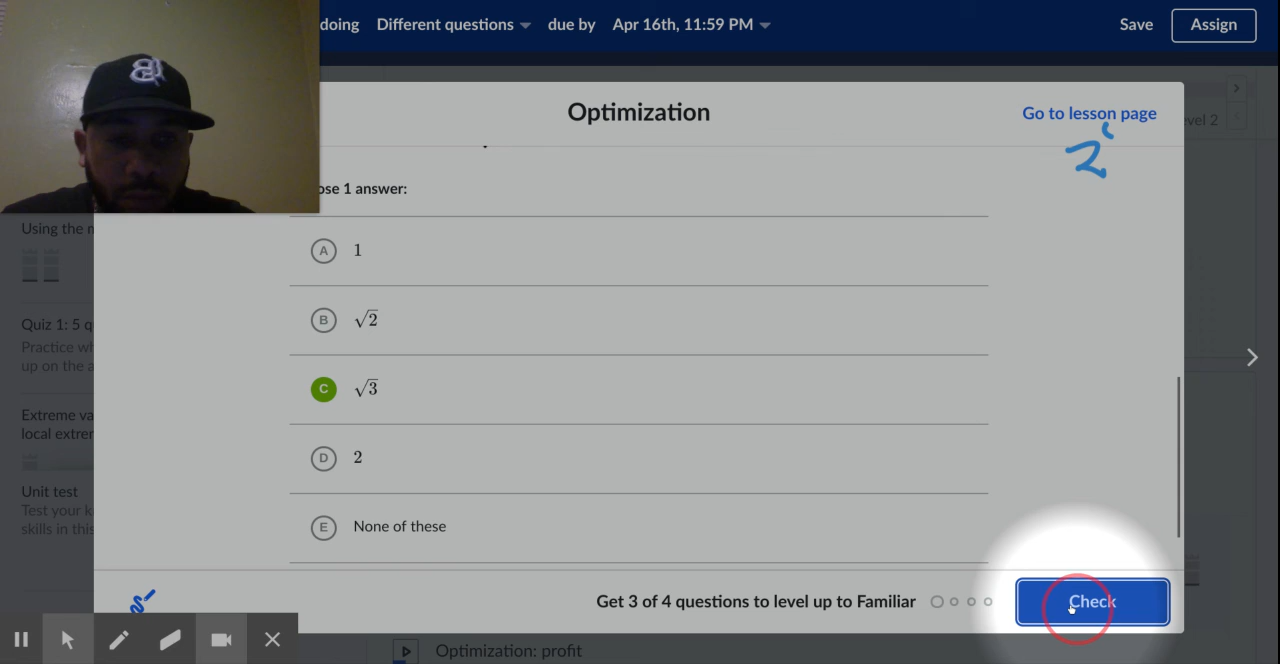 doing Different questions due by Apr 16th, 11:59 PM Save Assign
Optimization
Go to lesson page
vel 2
2
ose 1 answer:
Using the
A 1
B √2
Quiz 1: 5 q
Practice wh
up on the a
C √3
Extreme va
local extrer
D 2
Unit test
Test your k
skills in this
E None of these
Get 3 of 4 questions to level up to Familiar
Check
Optimization: profit